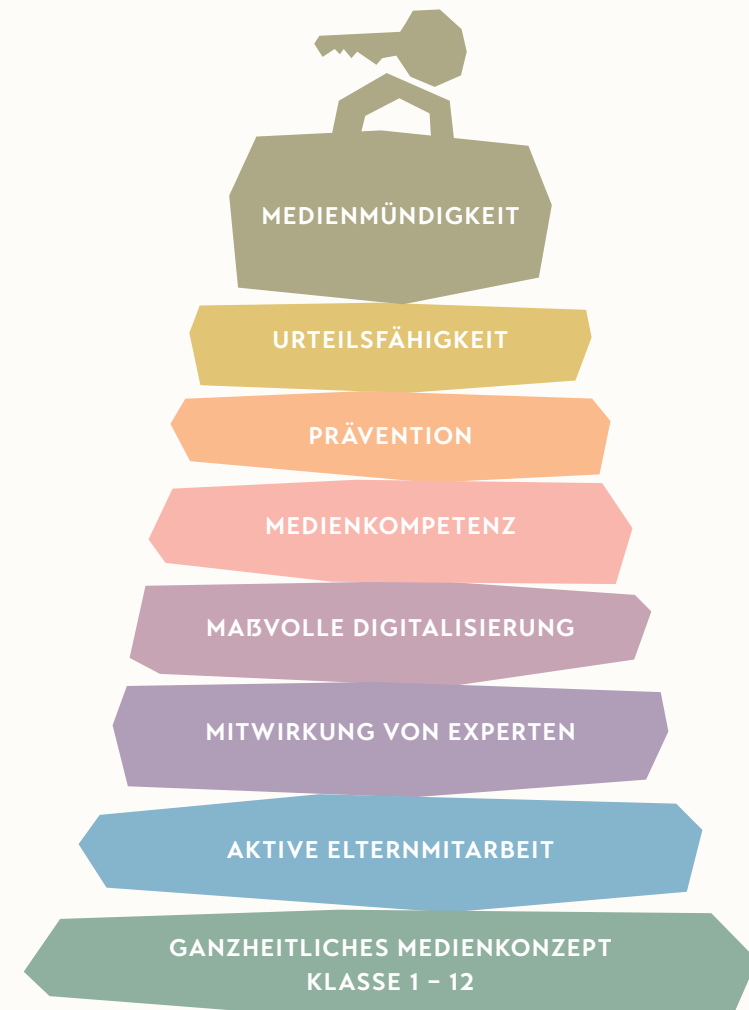 MEDIENMÜNDIGKEIT
URTEILSFÄHIGKEIT
PRÄVENTION
MEDIENKOMPETENZ
MAßVOLLE DIGITALISIERUNG
MITWIRKUNG VON EXPERTEN
AKTIVE ELTERNMITARBEIT
GANZHEITLICHES MEDIENKONZEPT
KLASSE 1 – 12